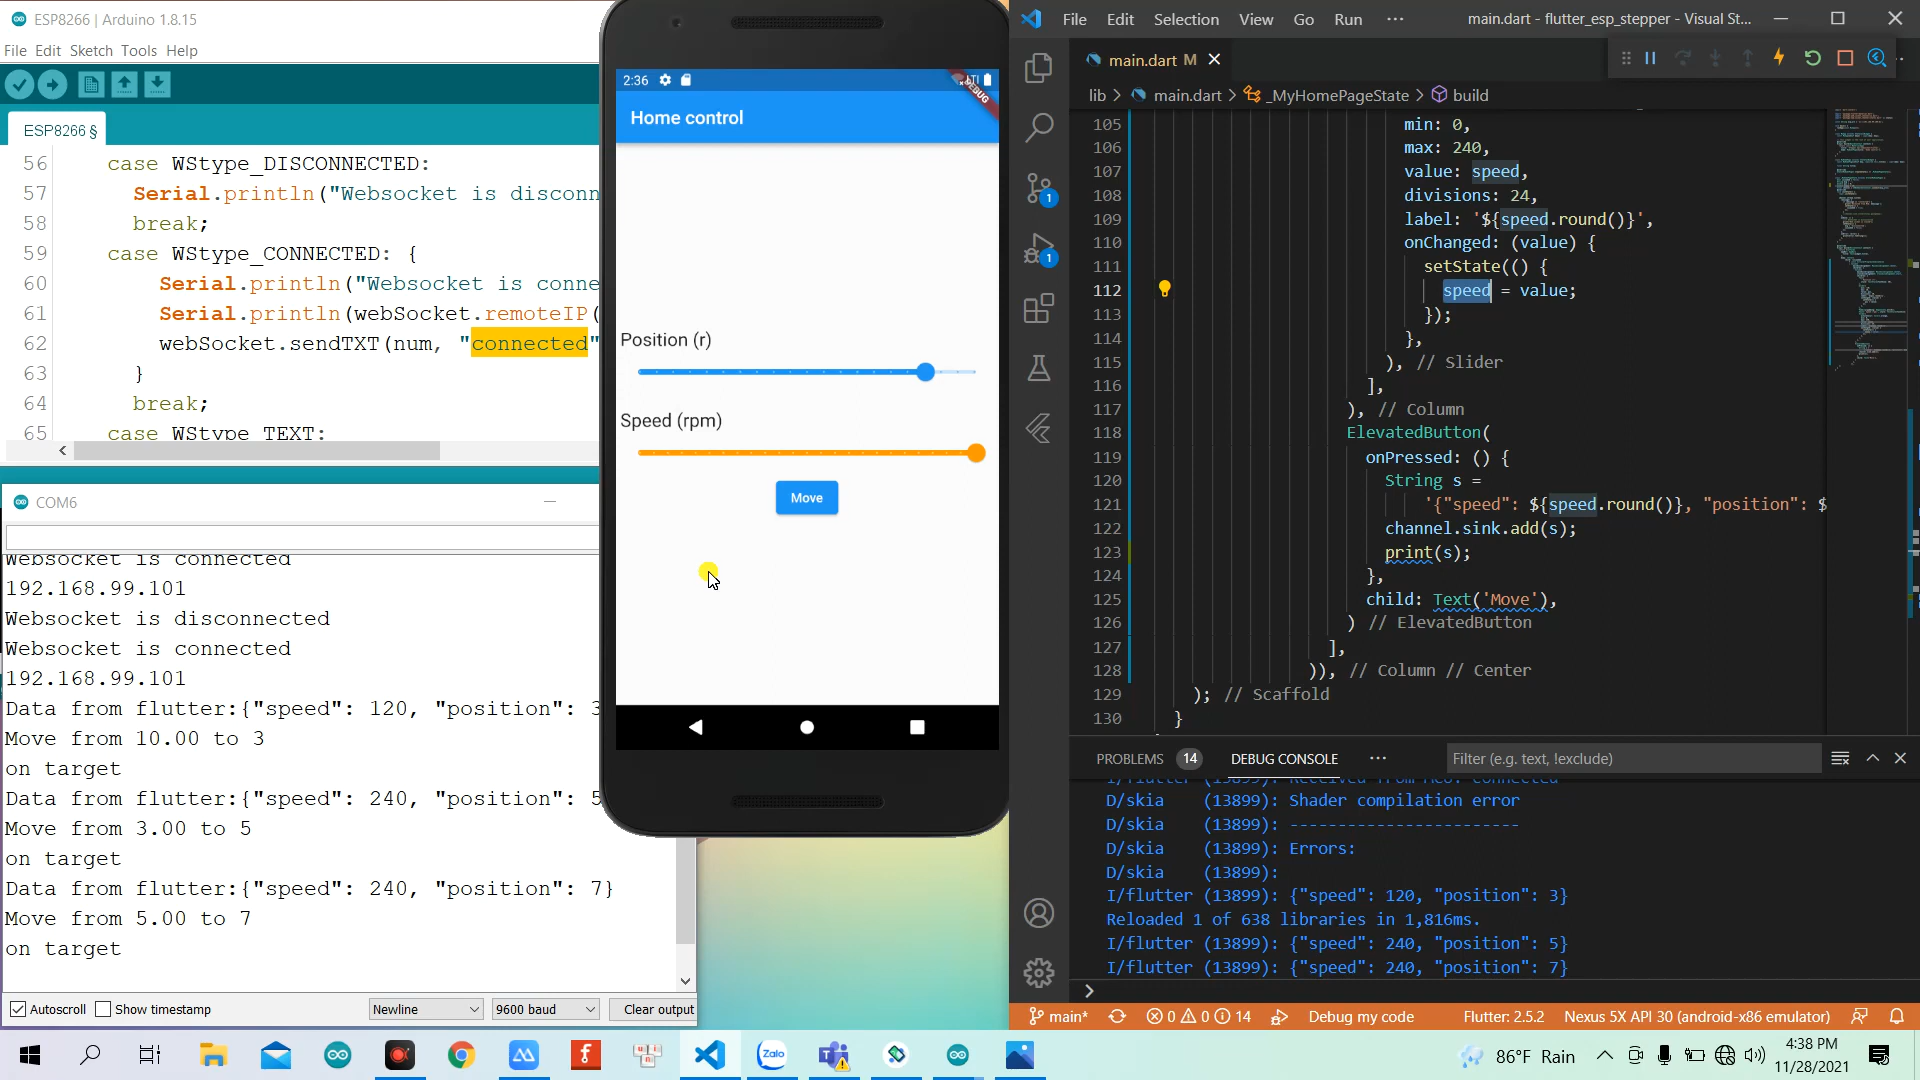 ESP8266 | Arduino 1.8.15
File Edit Sketch Tools Help
ESP8266 §
56 case WStype_DISCONNECTED:
57 Serial.println("Websocket is disconn
58 break;
59 case WStype_CONNECTED: {
60 Serial.println("Websocket is conne
61 Serial.println(webSocket.remoteIP(
62 webSocket.sendTXT(num, "connected"
63 }
64 break;
65 case WStype_TEXT:
COM6
Websocket is connected
192.168.99.101
Websocket is disconnected
Websocket is connected
192.168.99.101
Data from flutter:{"speed": 120, "position": 3
Move from 10.00 to 3
on target
Data from flutter:{"speed": 240, "position": 5
Move from 3.00 to 5
on target
Data from flutter:{"speed": 240, "position": 7}
Move from 5.00 to 7
on target
Autoscroll Show timestamp Newline 9600 baud Clear output
2:36
DEBUG
Home control
Position (r)
Speed (rpm)
Move
File Edit Selection View Go Run ··· main.dart - flutter_esp_stepper - Visual St...
main.dart M
lib > main.dart > _MyHomePageState > build
105 min: 0,
106 max: 240,
107 value: speed,
108 divisions: 24,
109 label: '${speed.round()}',
110 onChanged: (value) {
111 setState(() {
112 speed = value;
113 });
114 },
115 ), // Slider
116 ],
117 ), // Column
118 ElevatedButton(
119 onPressed: () {
120 String s =
121 '{"speed": ${speed.round()}, "position": $
122 channel.sink.add(s);
123 print(s);
124 },
125 child: Text('Move'),
126 ) // ElevatedButton
127 ],
128 )), // Column // Center
129 ); // Scaffold
130 }
1
1
PROBLEMS 14 DEBUG CONSOLE ··· Filter (e.g. text, !exclude)
D/skia (13899): Shader compilation error
D/skia (13899): ------------------------
D/skia (13899): Errors:
D/skia (13899):
I/flutter (13899): {"speed": 120, "position": 3}
Reloaded 1 of 638 libraries in 1,816ms.
I/flutter (13899): {"speed": 240, "position": 5}
I/flutter (13899): {"speed": 240, "position": 7}
>
main* 0 0 14 Debug my code Flutter: 2.5.2 Nexus 5X API 30 (android-x86 emulator)
Zalo
86°F Rain
4:38 PM
11/28/2021